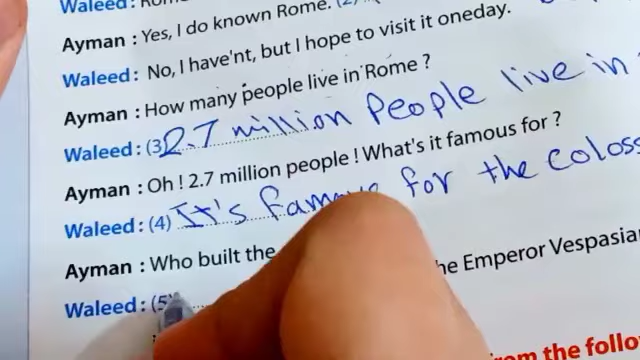 Waleed:
Ayman : Yes, I do known Rome.
Waleed: No, I have'nt, but I hope to visit it oneday.
Ayman : How many people live in Rome ?
Waleed: (3) 2.7 million People live in
Ayman : Oh ! 2.7 million people ! What's it famous for ?
Waleed: (4) It's famous for the Coloss
Ayman : Who built the he Emperor Vespasian
Waleed: (5)
om the follo